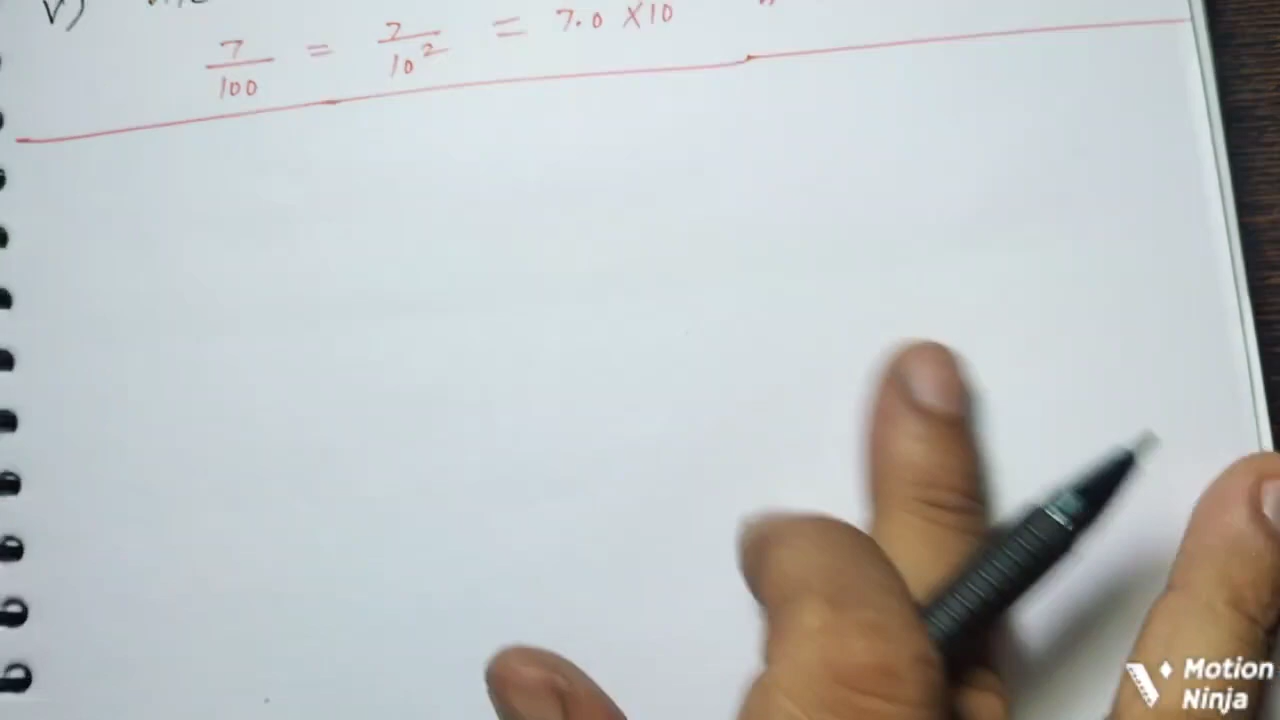 v)
7/100 = 7/10² = 7.0 X10
Motion
Ninja